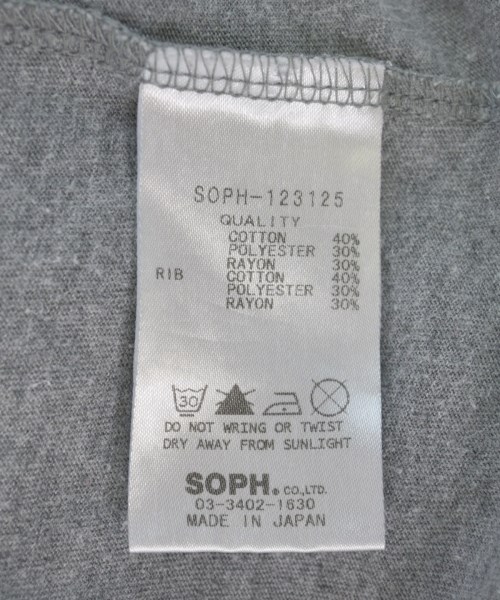 SOPH-123125
QUALITY
COTTON 40%
POLYESTER 30%
RAYON 30%
RIB COTTON 40%
POLYESTER 30%
RAYON 30%
30
DO NOT WRING OR TWIST
DRY AWAY FROM SUNLIGHT
SOPH. CO.,LTD.
03-3402-1630
MADE IN JAPAN